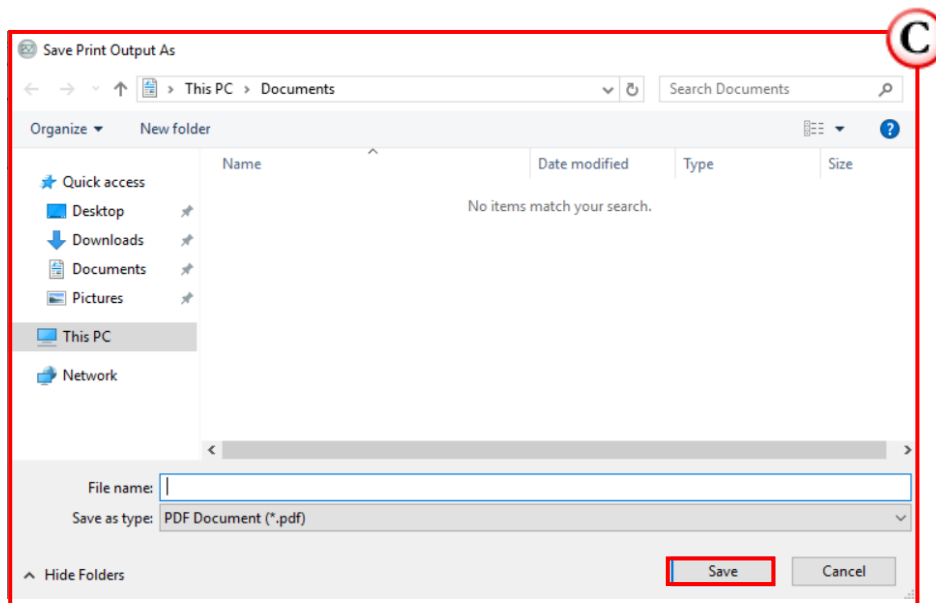 C
Save Print Output As
This PC > Documents
Search Documents
Organize
New folder
?
Name
Date modified
Type
Size
No items match your search.
Quick access
Desktop
Downloads
Documents
Pictures
This PC
Network
File name:
Save as type: PDF Document (*.pdf)
Hide Folders
Save
Cancel